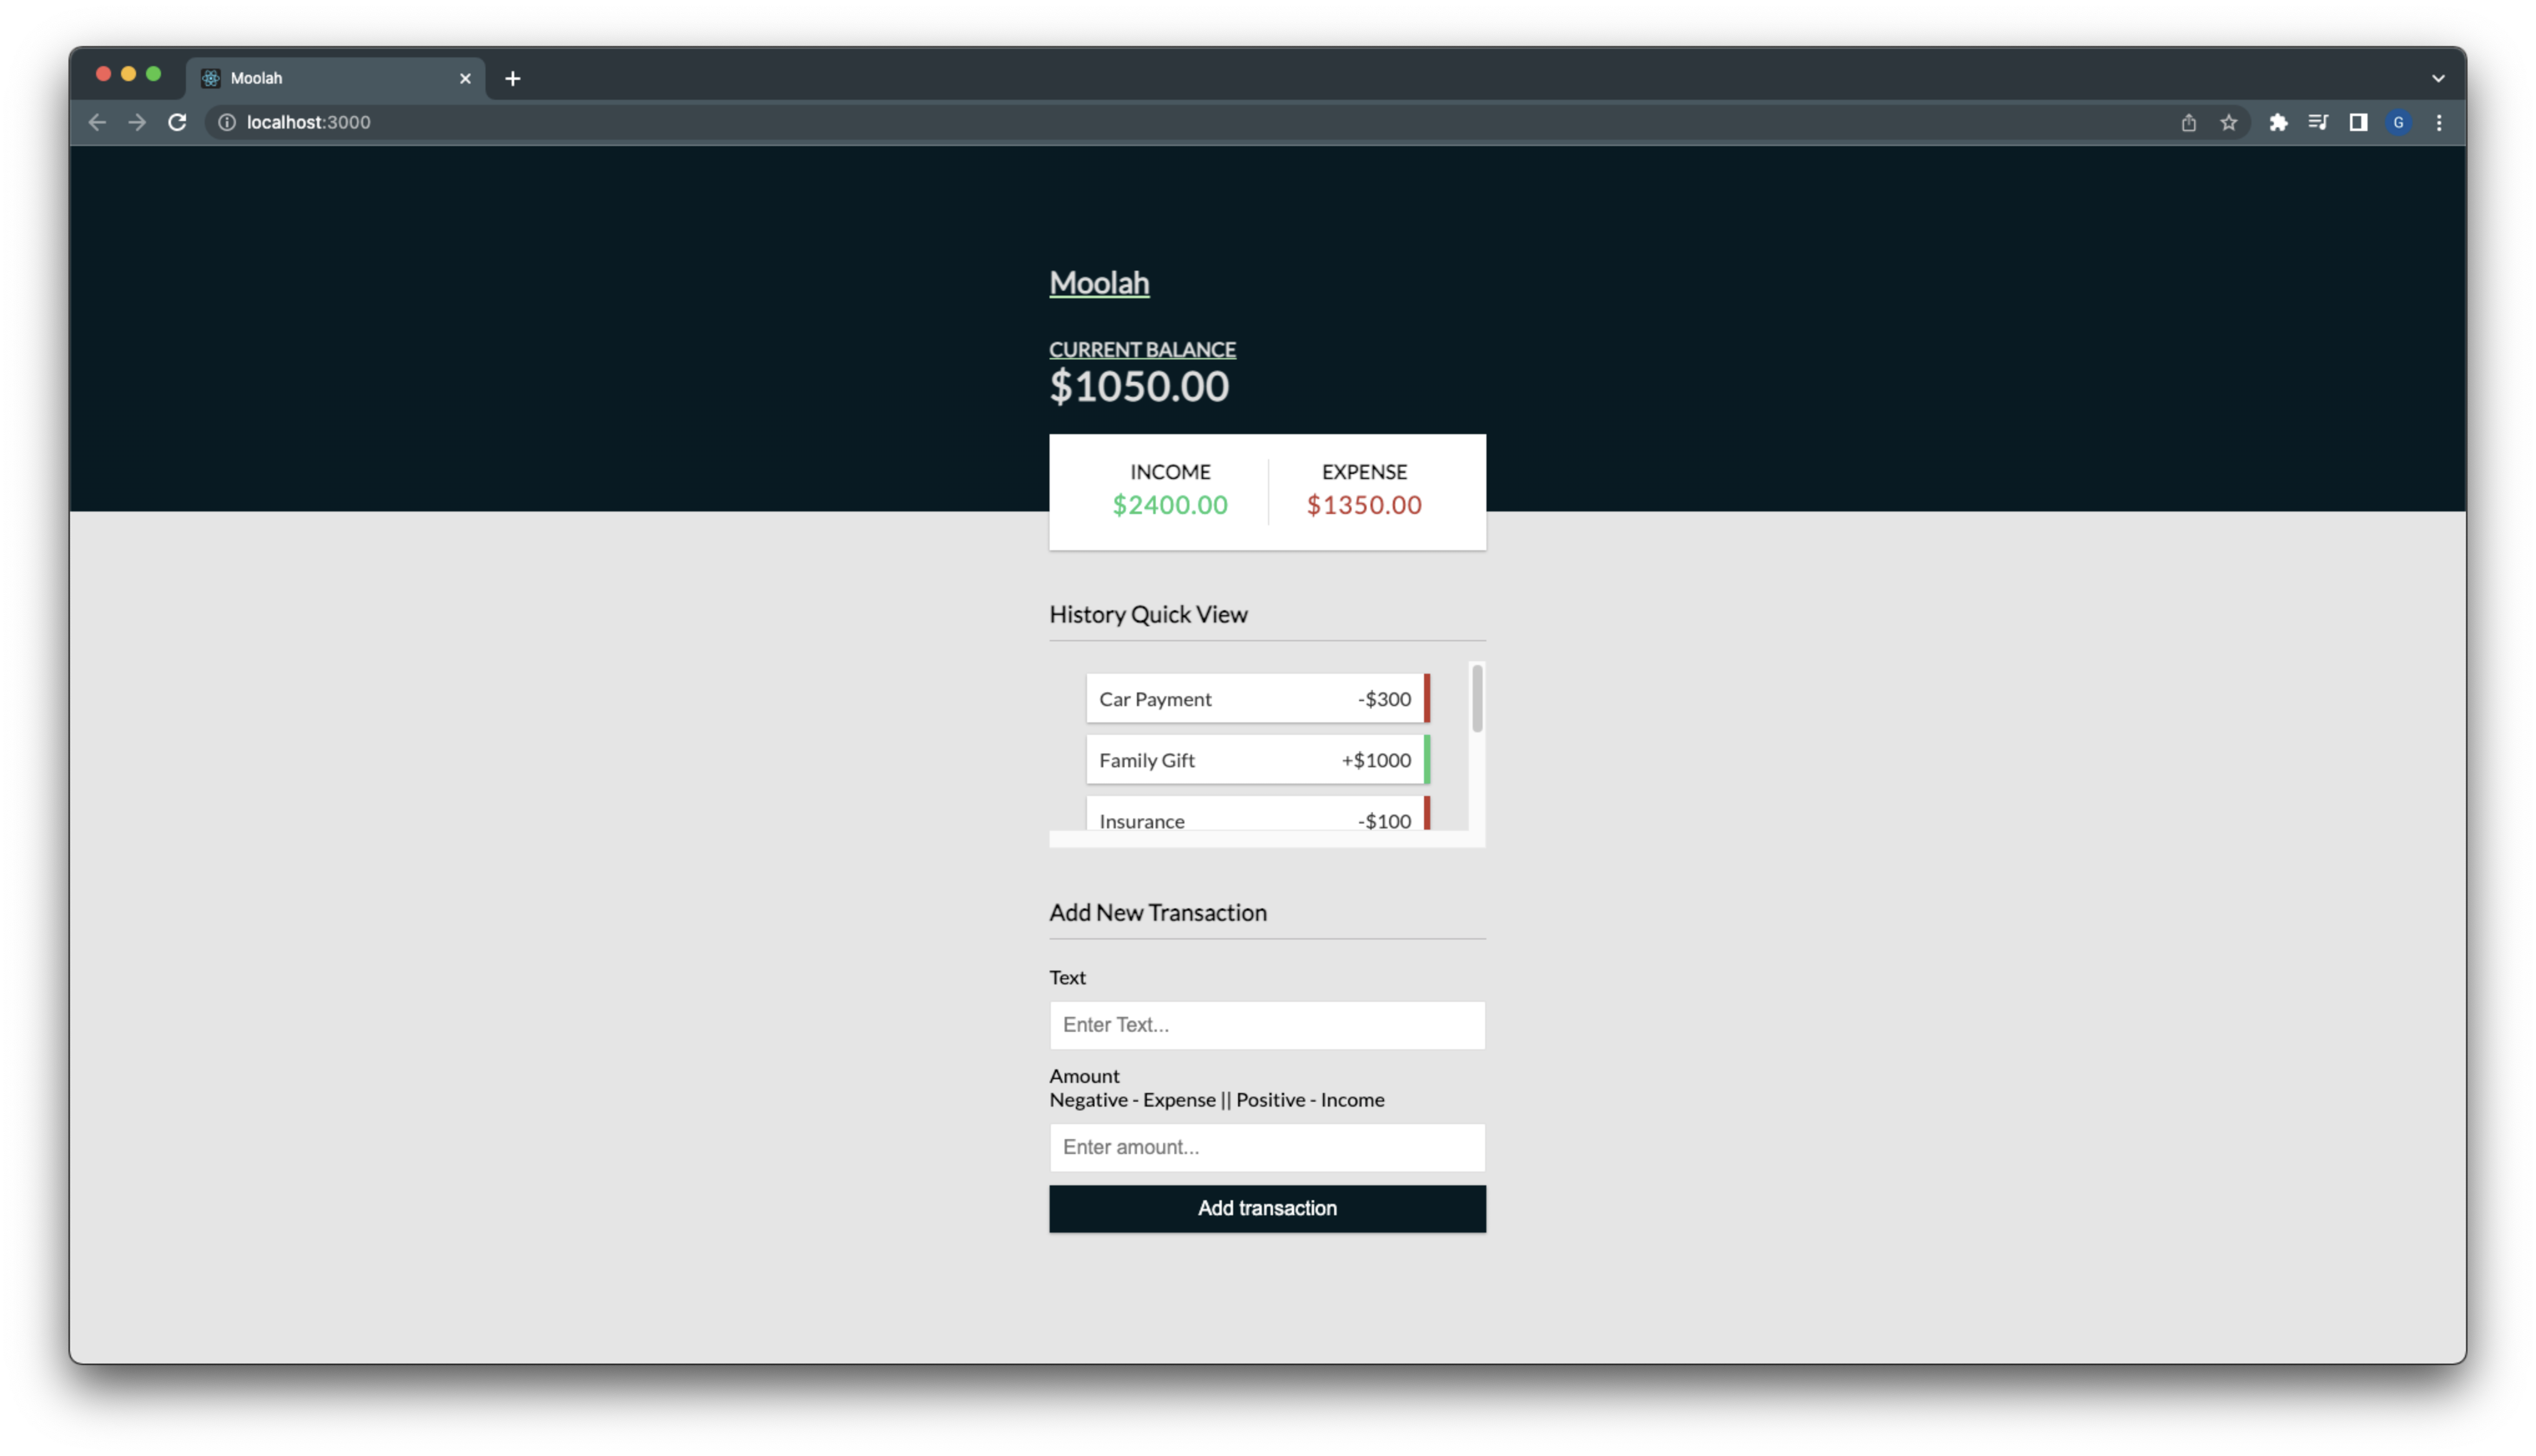 Moolah
localhost:3000
G
Moolah
CURRENT BALANCE
$1050.00
INCOME EXPENSE
$2400.00 $1350.00
History Quick View
Car Payment -$300
Family Gift +$1000
Insurance -$100
Add New Transaction
Text
Enter Text...
Amount
Negative - Expense || Positive - Income
Enter amount...
Add transaction